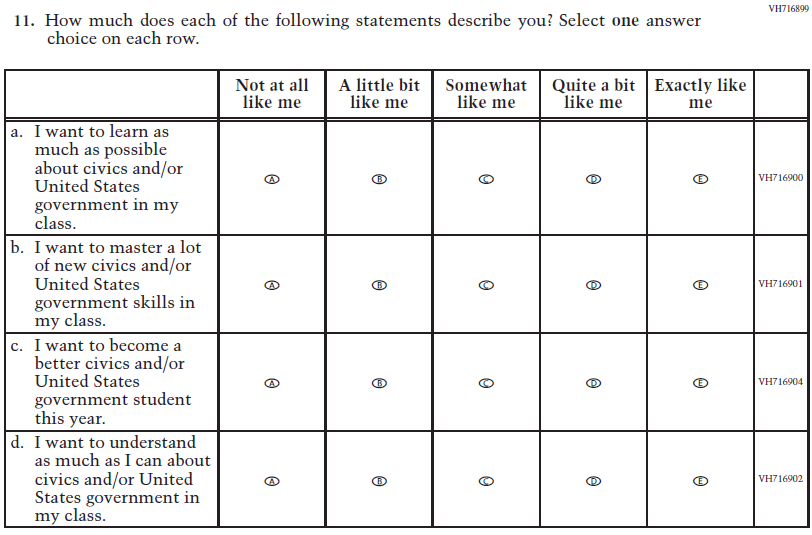 VH716899
11. How much does each of the following statements describe you? Select one answer
choice on each row.
Not at all
like me
A little bit
like me
Somewhat
like me
Quite a bit
like me
Exactly like
me
a. I want to learn as
much as possible
about civics and/or
United States
government in my
class.
A B C D E VH716900
b. I want to master a lot
of new civics and/or
United States
government skills in
my class.
A B C D E VH716901
c. I want to become a
better civics and/or
United States
government student
this year.
A B C D E VH716904
d. I want to understand
as much as I can about
civics and/or United
States government in
my class.
A B C D E VH716902